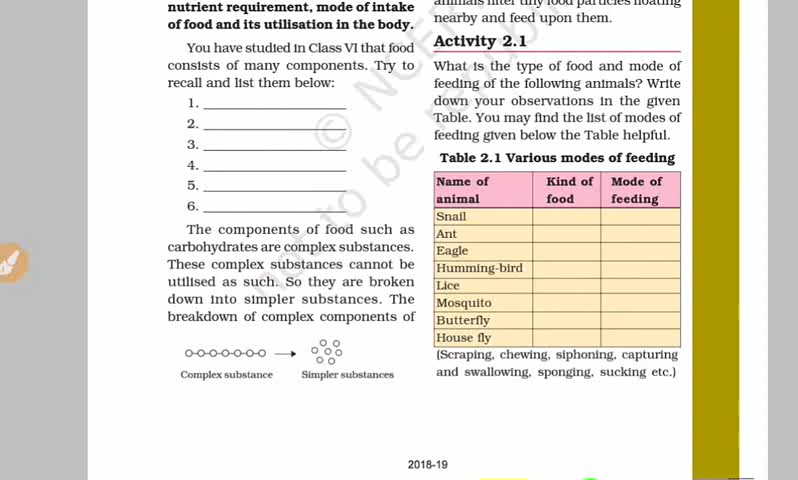 nutrient requirement, mode of intake
of food and its utilisation in the body.
You have studied in Class VI that food
consists of many components. Try to
recall and list them below:
1.
2.
3.
4.
5.
6.
The components of food such as
carbohydrates are complex substances.
These complex substances cannot be
utilised as such. So they are broken
down into simpler substances. The
breakdown of complex components of
Complex substance
Simpler substances
animals filter tiny food particles floating
nearby and feed upon them.
Activity 2.1
What is the type of food and mode of
feeding of the following animals? Write
down your observations in the given
Table. You may find the list of modes of
feeding given below the Table helpful.
Table 2.1 Various modes of feeding
Name of animal Kind of food Mode of feeding
Snail
Ant
Eagle
Humming-bird
Lice
Mosquito
Butterfly
House fly
(Scraping, chewing, siphoning, capturing
and swallowing, sponging, sucking etc.)
2018-19